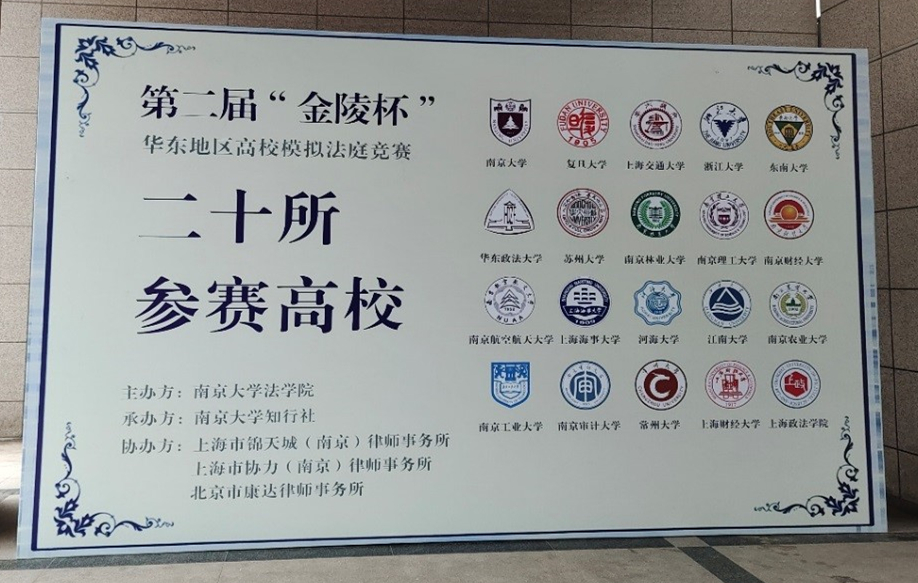 第二届“金陵杯”
华东地区高校模拟法庭竞赛
二十所
参赛高校
主办方：南京大学法学院
承办方：南京大学知行社
协办方：上海市锦天城（南京）律师事务所
上海市协力（南京）律师事务所
北京市康达律师事务所
FUDAN UNIVERSITY
1905
南京大学 复旦大学 上海交通大学 浙江大学 东南大学
华东政法大学 苏州大学 南京林业大学 南京理工大学 南京财经大学
NUAA
南京航空航天大学 上海海事大学 河海大学 江南大学 南京农业大学
南京工业大学 南京审计大学 常州大学 上海财经大学 上海政法学院